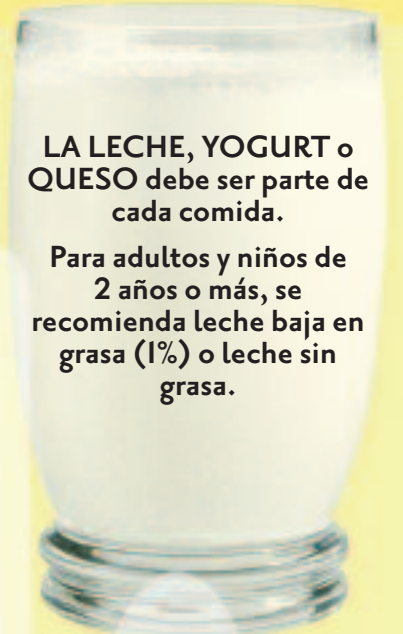 LA LECHE, YOGURT o
QUESO debe ser parte de
cada comida.
Para adultos y niños de
2 años o más, se
recomienda leche baja en
grasa (1%) o leche sin
grasa.